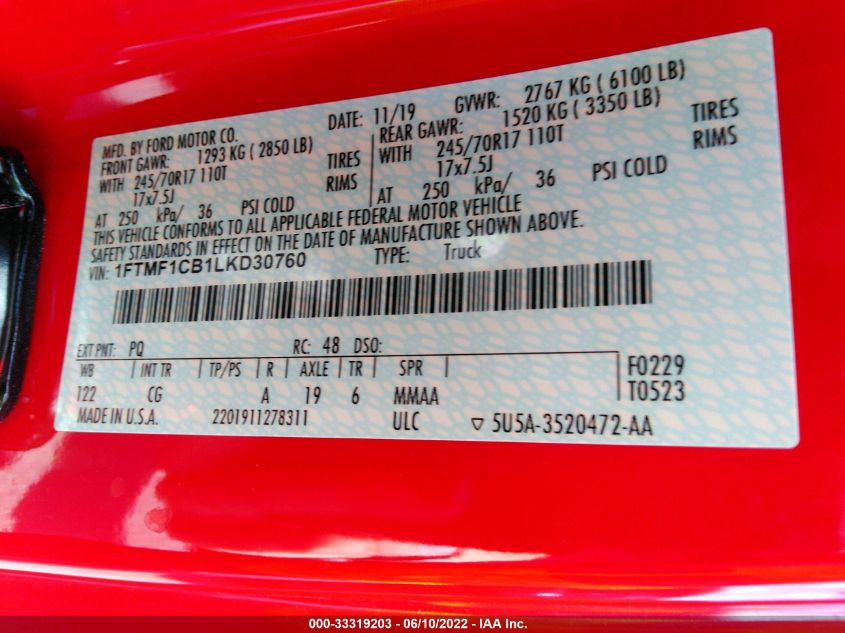 MFD. BY FORD MOTOR CO. DATE: 11/19 GVWR: 2767 KG ( 6100 LB)
FRONT GAWR: 1293 KG ( 2850 LB) REAR GAWR: 1520 KG ( 3350 LB)
WITH 245/70R17 110T TIRES WITH 245/70R17 110T TIRES
17x7.5J RIMS 17x7.5J RIMS
AT 250 kPa/ 36 PSI COLD AT 250 kPa/ 36 PSI COLD
THIS VEHICLE CONFORMS TO ALL APPLICABLE FEDERAL MOTOR VEHICLE
SAFETY STANDARDS IN EFFECT ON THE DATE OF MANUFACTURE SHOWN ABOVE.
VIN: 1FTMF1CB1LKD30760 TYPE: Truck
EXT PNT: PQ RC: 48 DSO:
WB INT TR TP/PS R AXLE TR SPR F0229
122 CG A 19 6 MMAA T0523
MADE IN U.S.A. 2201911278311 ULC ▽ 5U5A-3520472-AA
000-33319203 - 06/10/2022 - IAA Inc.